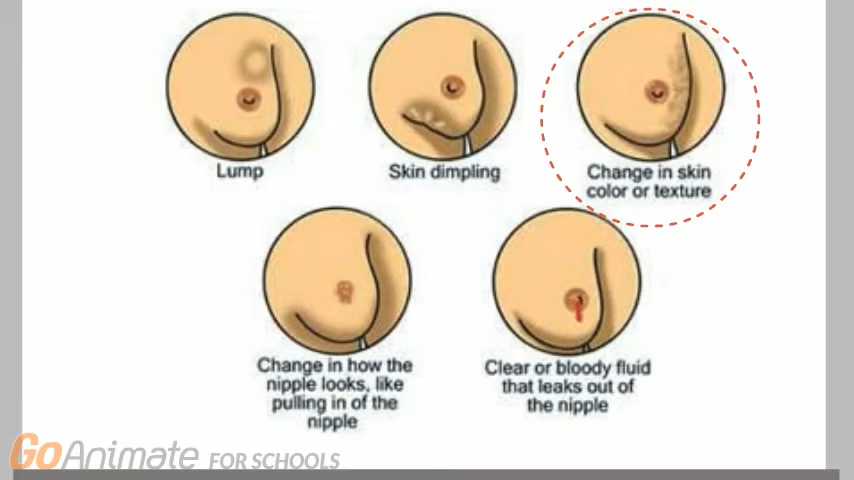 Lump
Skin dimpling
Change in skin
color or texture
Change in how the
nipple looks, like
pulling in of the
nipple
Clear or bloody fluid
that leaks out of
the nipple
GoAnimate FOR SCHOOLS